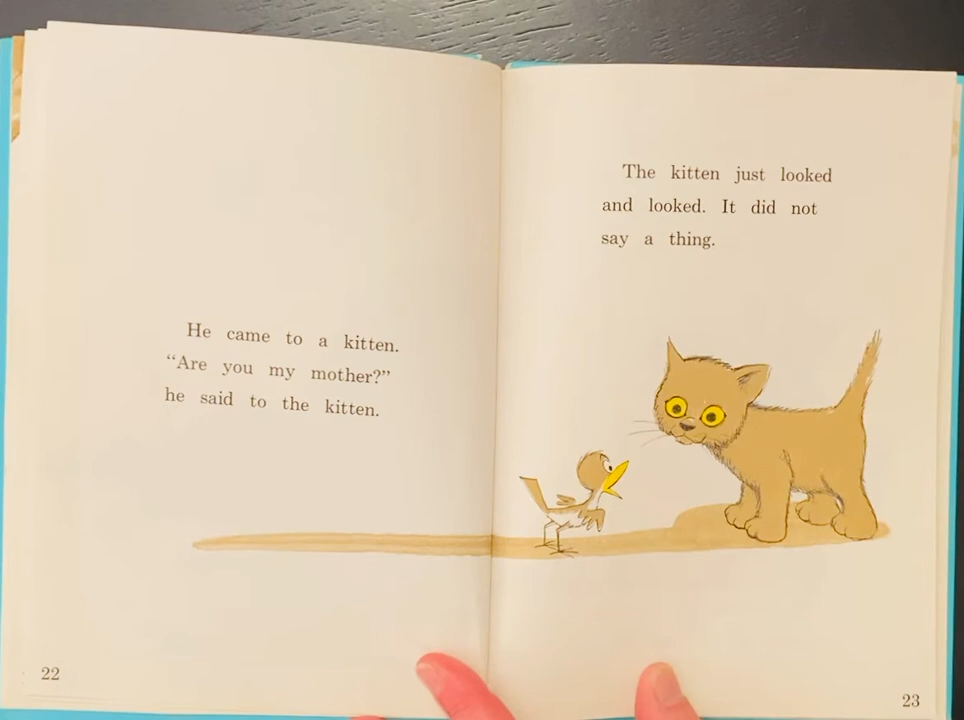 He came to a kitten.
“Are you my mother?”
he said to the kitten.
22
The kitten just looked
and looked. It did not
say a thing.
23